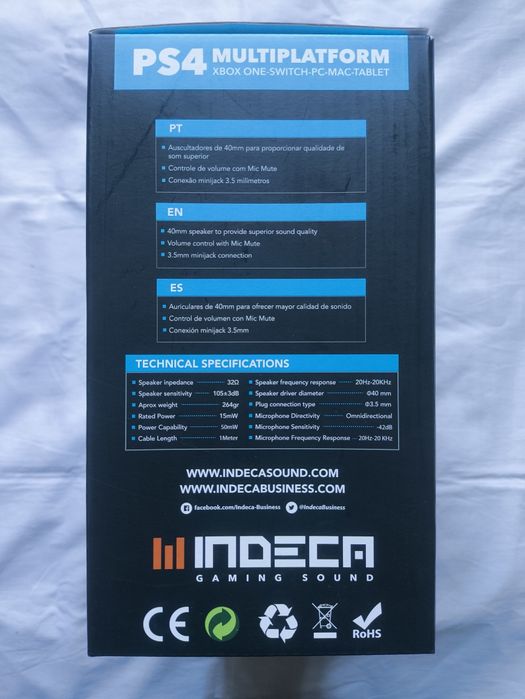 PS4 MULTIPLATFORM
XBOX ONE-SWITCH-PC-MAC-TABLET
PT
Auscultadores de 40mm para proporcionar qualidade de
som superior
Controle de volume com Mic Mute
Conexão minijack 3.5 milímetros
EN
40mm speaker to provide superior sound quality
Volume control with Mic Mute
3.5mm minijack connection
ES
Auriculares de 40mm para ofrecer mayor calidad de sonido
Control de volumen con Mic Mute
Conexión minijack 3.5mm
TECHNICAL SPECIFICATIONS
Speaker inpedance 32Ω
Speaker sensitivity 105±3dB
Aprox weight 264gr
Rated Power 15mW
Power Capability 50mW
Cable Length 1Meter
Speaker frequency response 20Hz-20KHz
Speaker driver diameter Φ40 mm
Plug connection type Φ3.5 mm
Microphone Directivity Omnidirectional
Microphone Sensitivity -42dB
Microphone Frequency Response 20Hz-20 KHz
WWW.INDECASOUND.COM
WWW.INDECABUSINESS.COM
facebook.com/Indeca-Business @IndecaBusiness
INDECA
GAMING SOUND
CE
RoHS